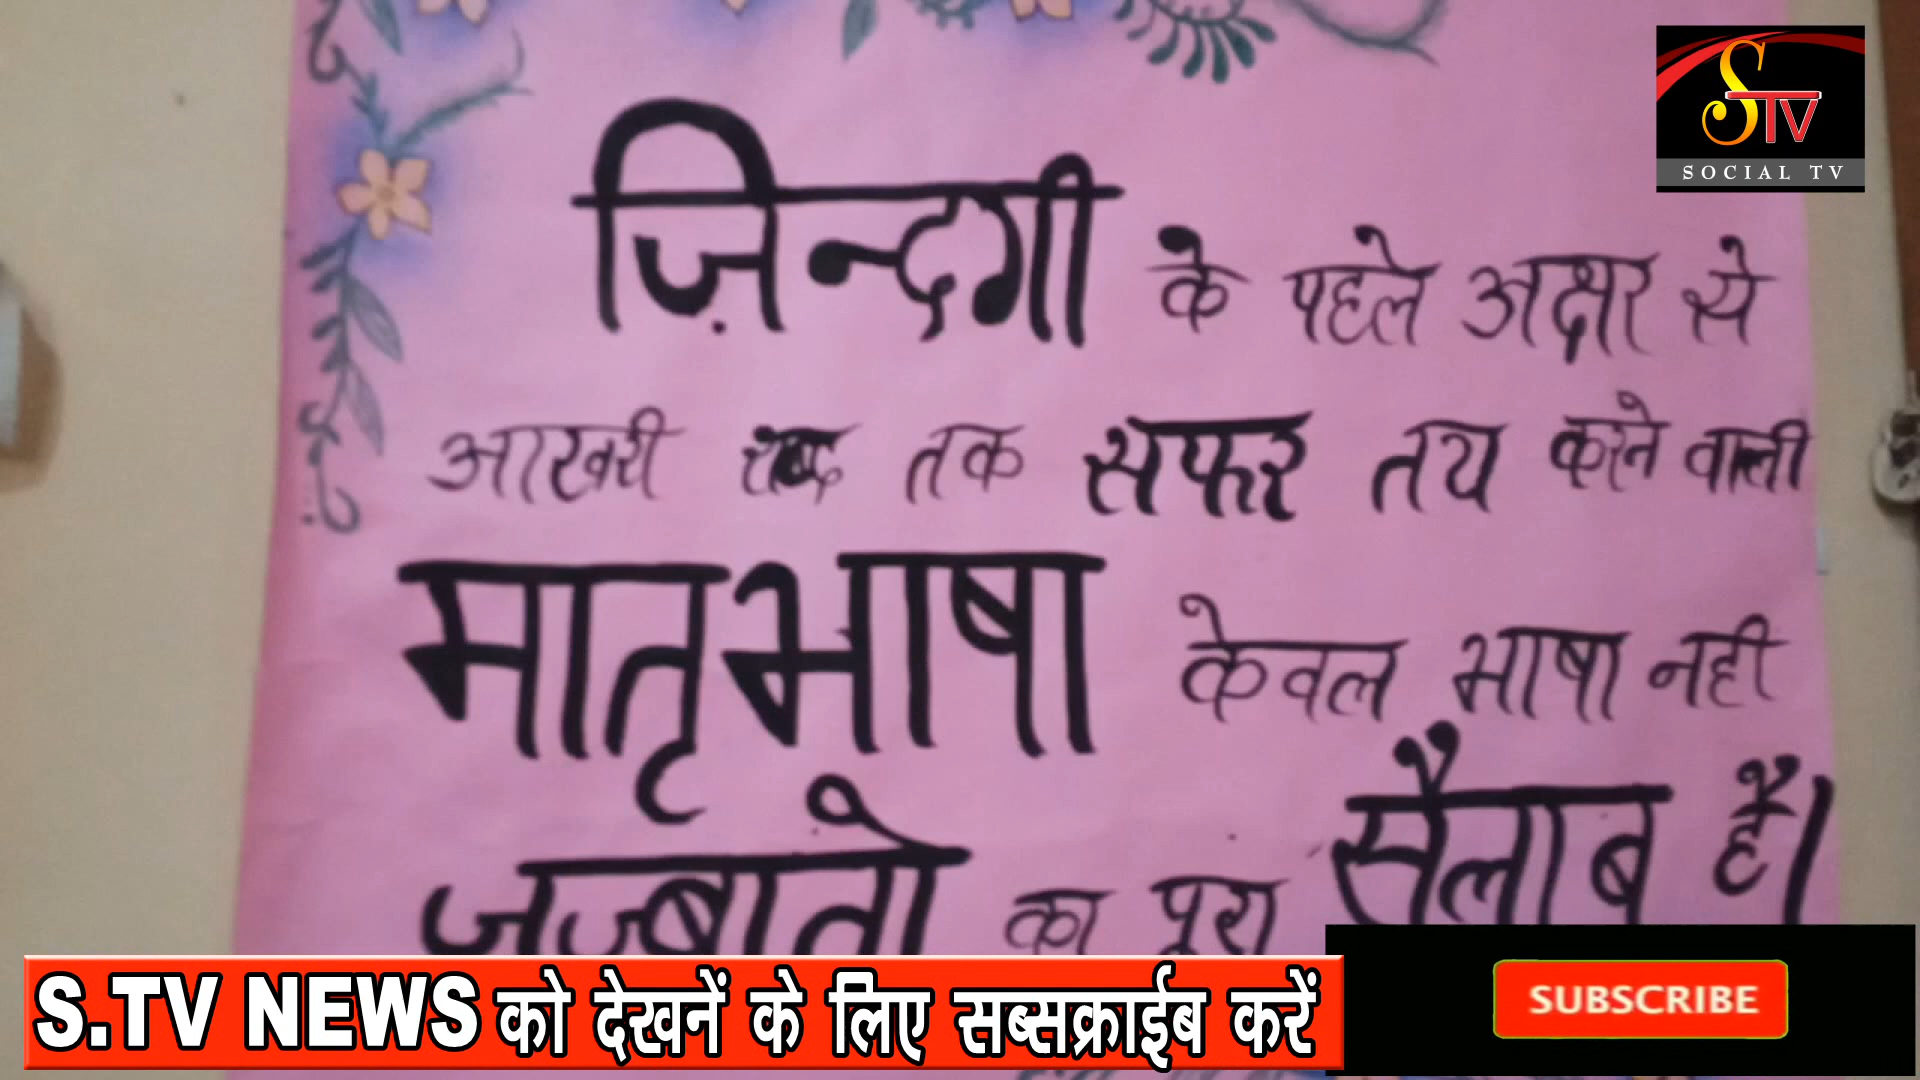 STV
SOCIAL TV
ज़िन्दगी के पहले अक्षर से
आखरी शब्द तक सफर तय करने वाली
मातृभाषा केवल भाषा नही
जज्बातो का पूरा सैलाब है।
S.TV NEWS को देखनें के लिए सब्सक्राईब करें
SUBSCRIBE